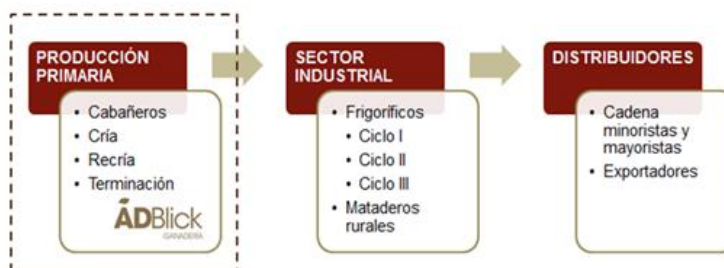 PRODUCCIÓN
PRIMARIA
• Cabañeros
• Cría
• Recría
• Terminación
ADBlick
GANADERÍA
SECTOR
INDUSTRIAL
• Frigoríficos
• Ciclo I
• Ciclo II
• Ciclo III
• Mataderos
rurales
DISTRIBUIDORES
• Cadena
minoristas y
mayoristas
• Exportadores